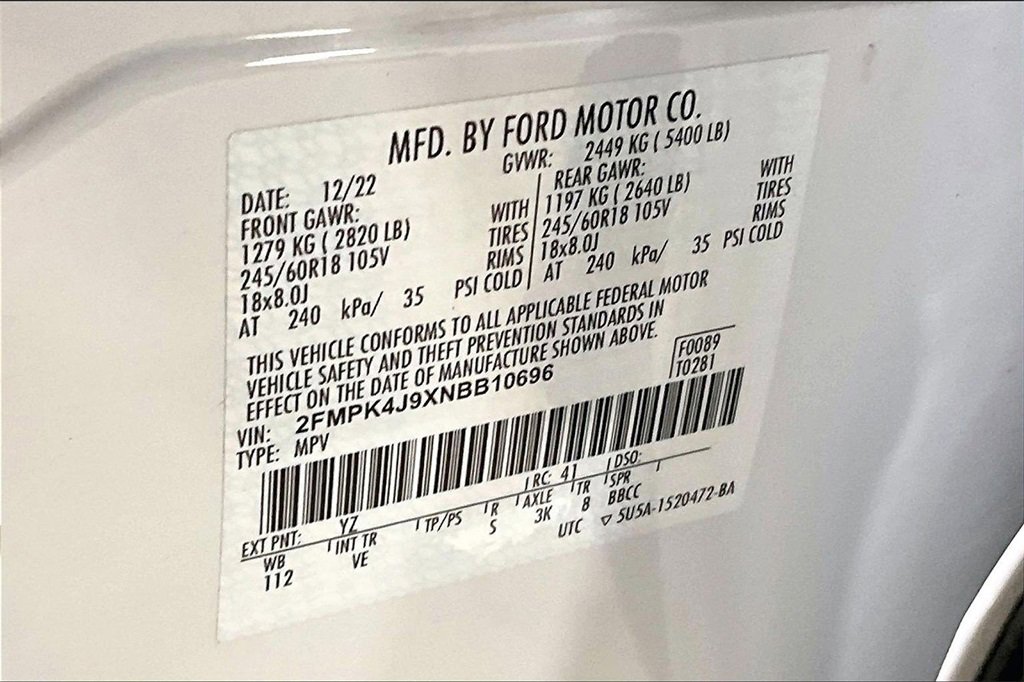 MFD. BY FORD MOTOR CO.
DATE: 12/22 GVWR: 2449 KG ( 5400 LB)
FRONT GAWR: REAR GAWR:
1279 KG ( 2820 LB) WITH 1197 KG ( 2640 LB) WITH
245/60R18 105V TIRES 245/60R18 105V TIRES
18x8.0J RIMS 18x8.0J RIMS
AT 240 kPa/ 35 PSI COLD AT 240 kPa/ 35 PSI COLD
THIS VEHICLE CONFORMS TO ALL APPLICABLE FEDERAL MOTOR
VEHICLE SAFETY AND THEFT PREVENTION STANDARDS IN
EFFECT ON THE DATE OF MANUFACTURE SHOWN ABOVE.
VIN: 2FMPK4J9XNBB10696 F0089
TYPE: MPV T0281
EXT PNT: YZ RC: 41 DSO:
WB INT TR TP/PS R AXLE TR SPR
112 VE S 3K 8 BBCC
UTC ▽ 5U5A-1520472-BA